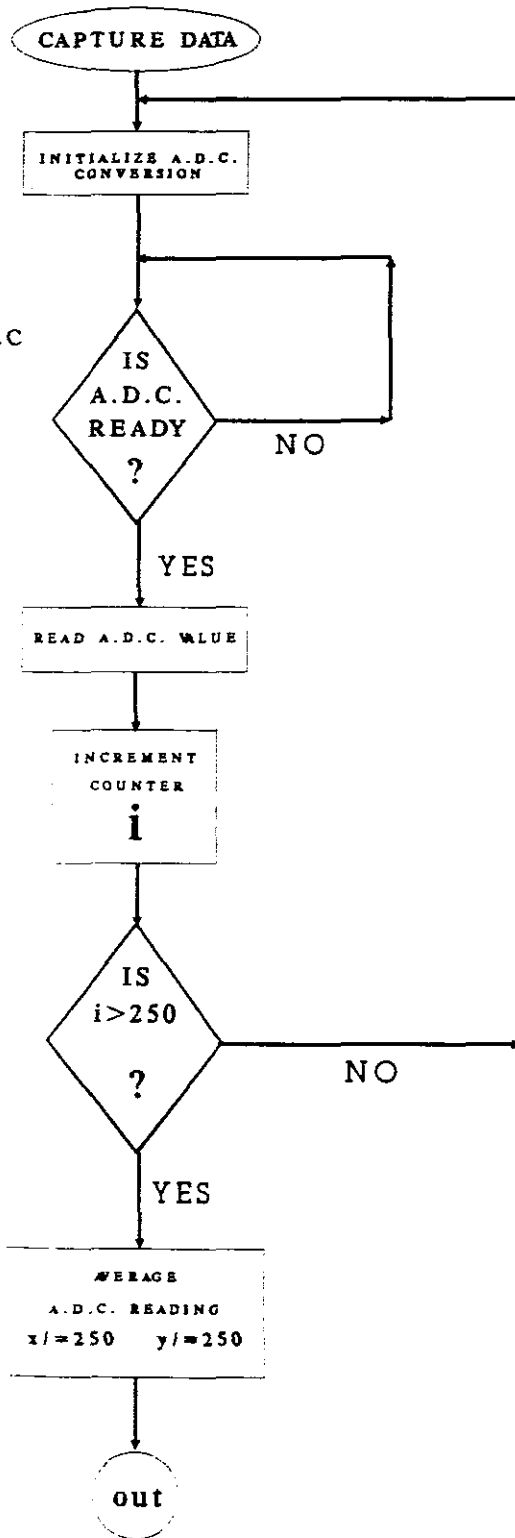 CAPTURE DATA
INITIALIZE A.D.C.
CONVERSION
C
IS
A.D.C.
READY
?
NO
YES
READ A.D.C. VALUE
INCREMENT
COUNTER
i
IS
i>250
?
NO
YES
AVERAGE
A.D.C. READING
x/=250 y/=250
out